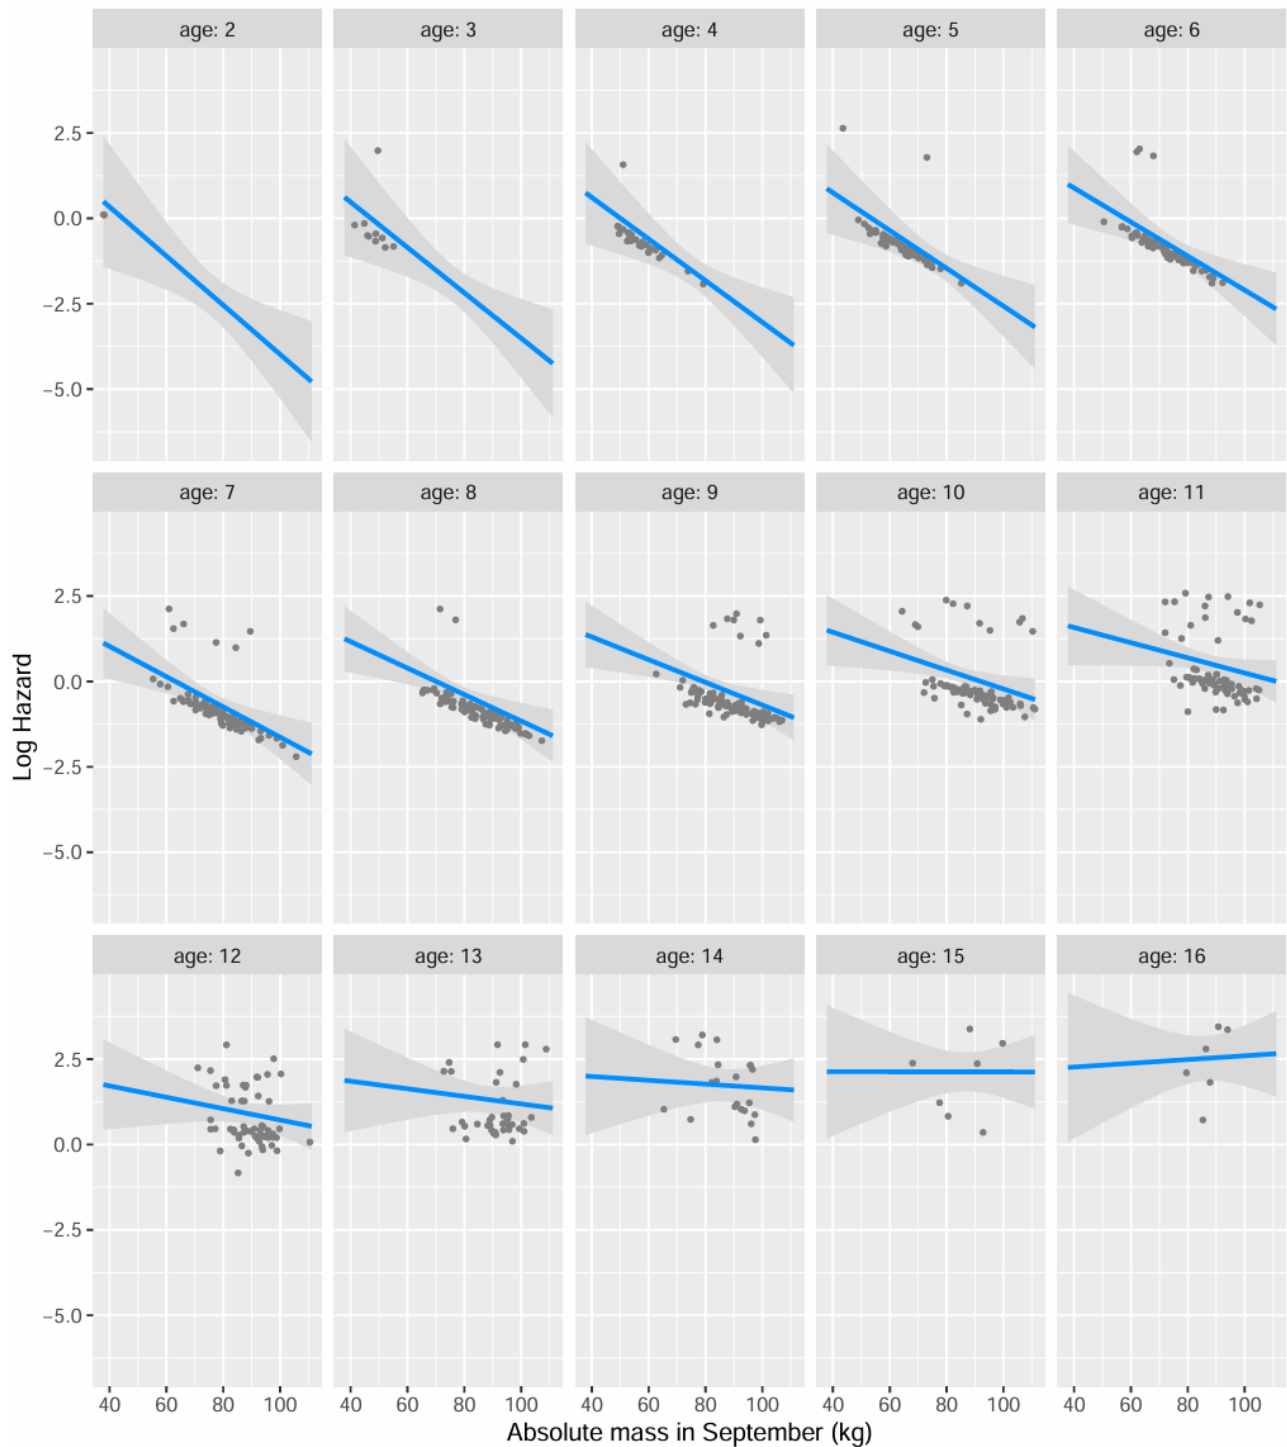 age: 2 age: 3 age: 4 age: 5 age: 6
2.5
0.0
−2.5
−5.0
age: 7 age: 8 age: 9 age: 10 age: 11
2.5
0.0
−2.5
−5.0
Log Hazard
age: 12 age: 13 age: 14 age: 15 age: 16
2.5
0.0
−2.5
−5.0
40 60 80 100 40 60 80 100 40 60 80 100 40 60 80 100 40 60 80 100
Absolute mass in September (kg)